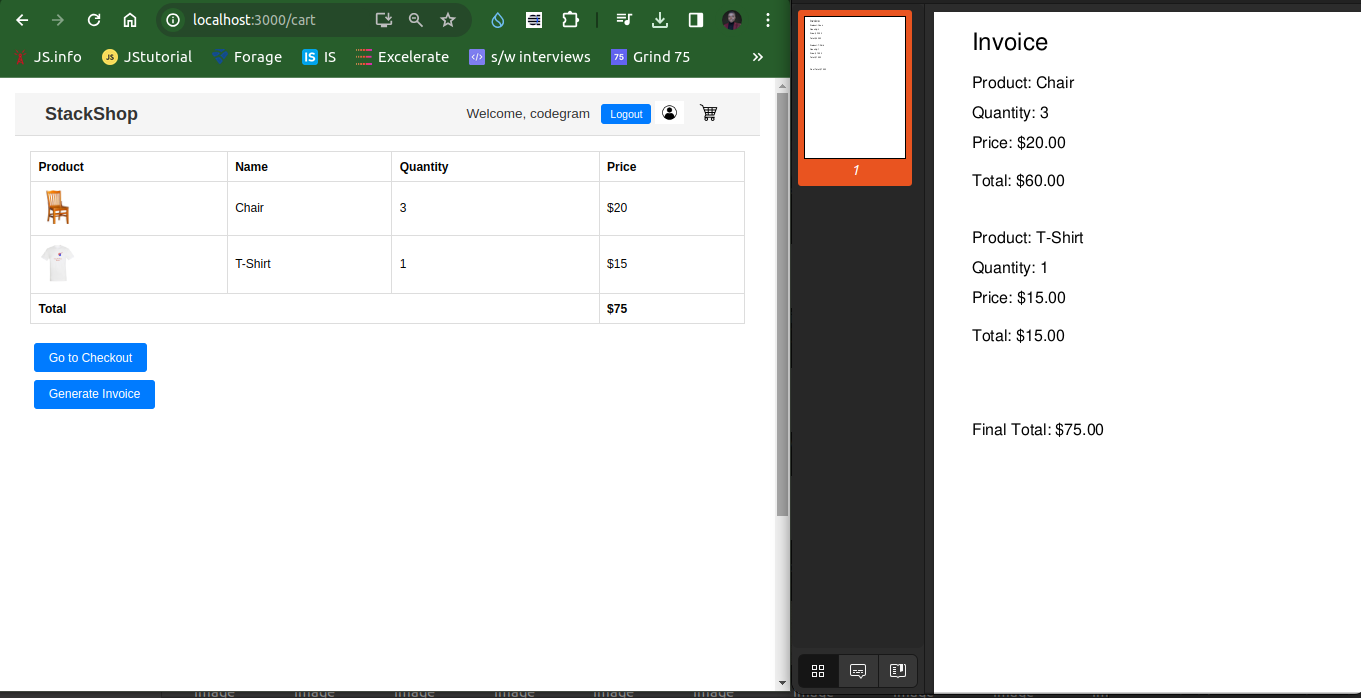 localhost:3000/cart
JS.info JS JStutorial Forage IS IS Excelerate </> s/w interviews 75 Grind 75 »
StackShop Welcome, codegram Logout
Product Name Quantity Price
Chair 3 $20
T-Shirt 1 $15
Total $75
Go to Checkout
Generate Invoice
1
Invoice
Product: Chair
Quantity: 3
Price: $20.00
Total: $60.00
Product: T-Shirt
Quantity: 1
Price: $15.00
Total: $15.00
Final Total: $75.00